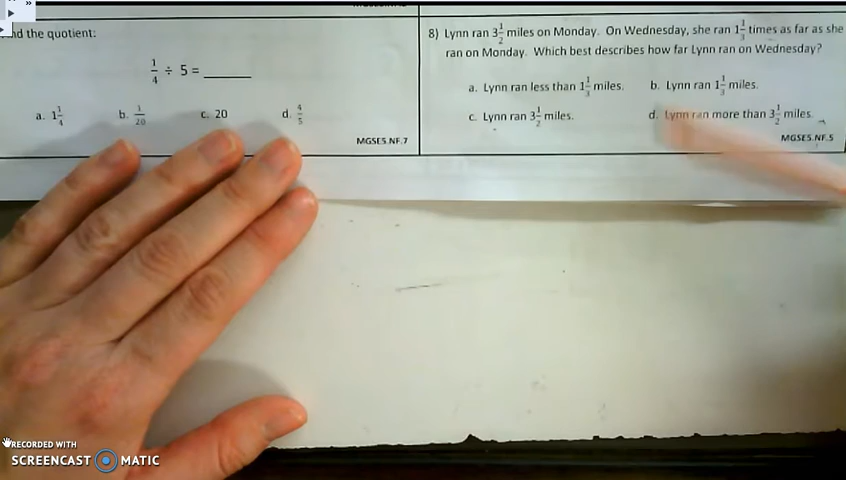 nd the quotient:
1/4 ÷ 5 = ______
a. 1 1/4 b. 1/20 c. 20 d. 4/5
MGSE5.NF.7
8) Lynn ran 3 1/2 miles on Monday. On Wednesday, she ran 1 1/3 times as far as she
ran on Monday. Which best describes how far Lynn ran on Wednesday?
a. Lynn ran less than 1 1/3 miles. b. Lynn ran 1 1/3 miles.
c. Lynn ran 3 1/2 miles. d. Lynn ran more than 3 1/2 miles.
MGSE5.NF.5
RECORDED WITH
SCREENCAST MATIC